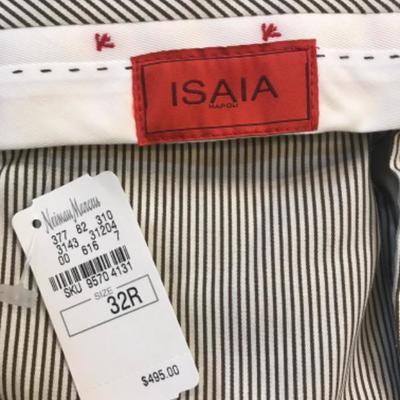 ISAIA
NAPOLI
Neiman Marcus
377 82 310
3143 31204
00 616 7
SKU 9570 4131
SIZE
32R
$495.00